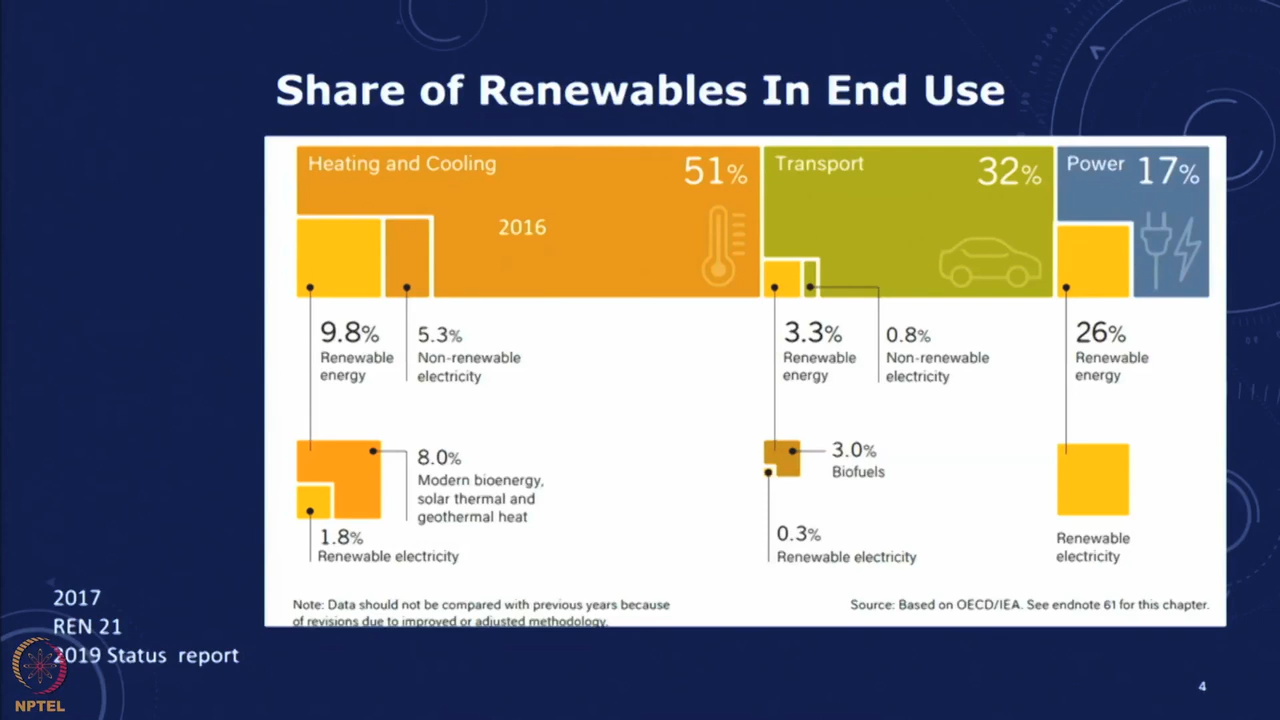 Share of Renewables In End Use
Heating and Cooling 51%
2016
Transport 32%
Power 17%
9.8%
Renewable
energy
5.3%
Non-renewable
electricity
3.3%
Renewable
energy
0.8%
Non-renewable
electricity
26%
Renewable
energy
8.0%
Modern bioenergy,
solar thermal and
geothermal heat
1.8%
Renewable electricity
3.0%
Biofuels
0.3%
Renewable electricity
Renewable
electricity
Note: Data should not be compared with previous years because
of revisions due to improved or adjusted methodology.
Source: Based on OECD/IEA. See endnote 61 for this chapter.
2017
REN 21
2019 Status report
NPTEL
4